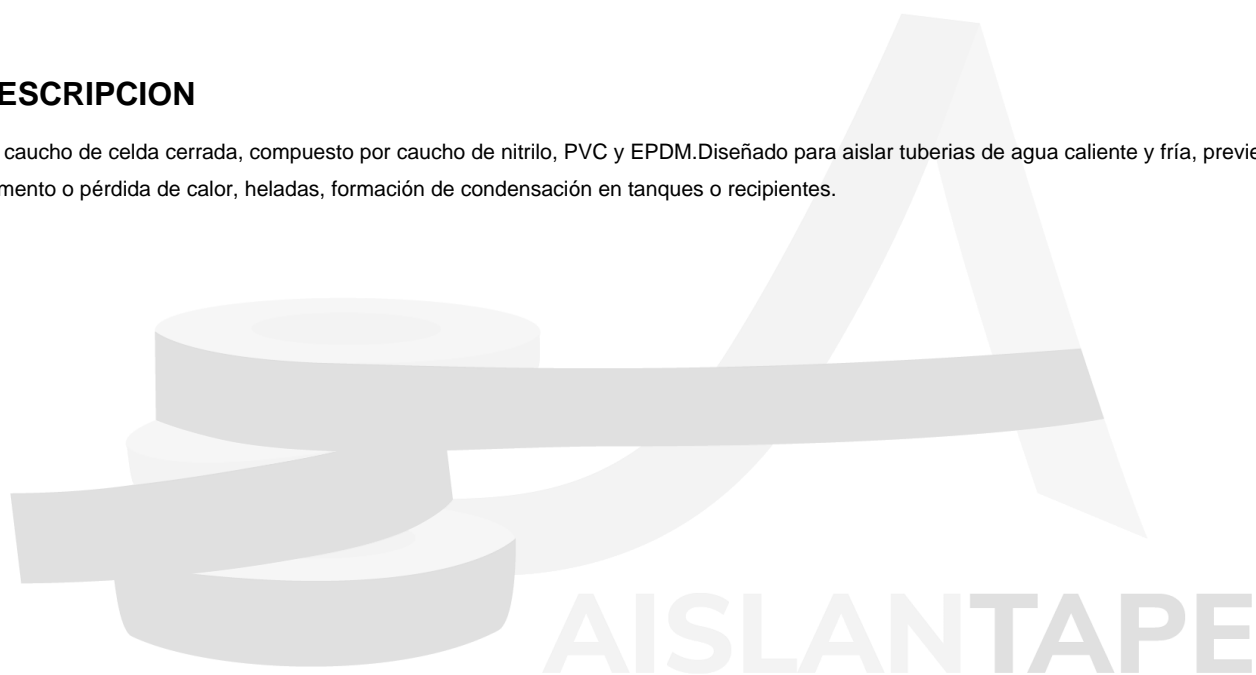 ESCRIPCION
caucho de celda cerrada, compuesto por caucho de nitrilo, PVC y EPDM.Diseñado para aislar tuberias de agua caliente y fría, previe
mento o pérdida de calor, heladas, formación de condensación en tanques o recipientes.
AISLANTAPE